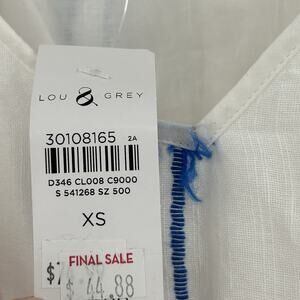 LOU & GREY
30108165 2A
D346 CL008 C9000
S 541268 SZ 500
XS
FINAL SALE
$ 44.88